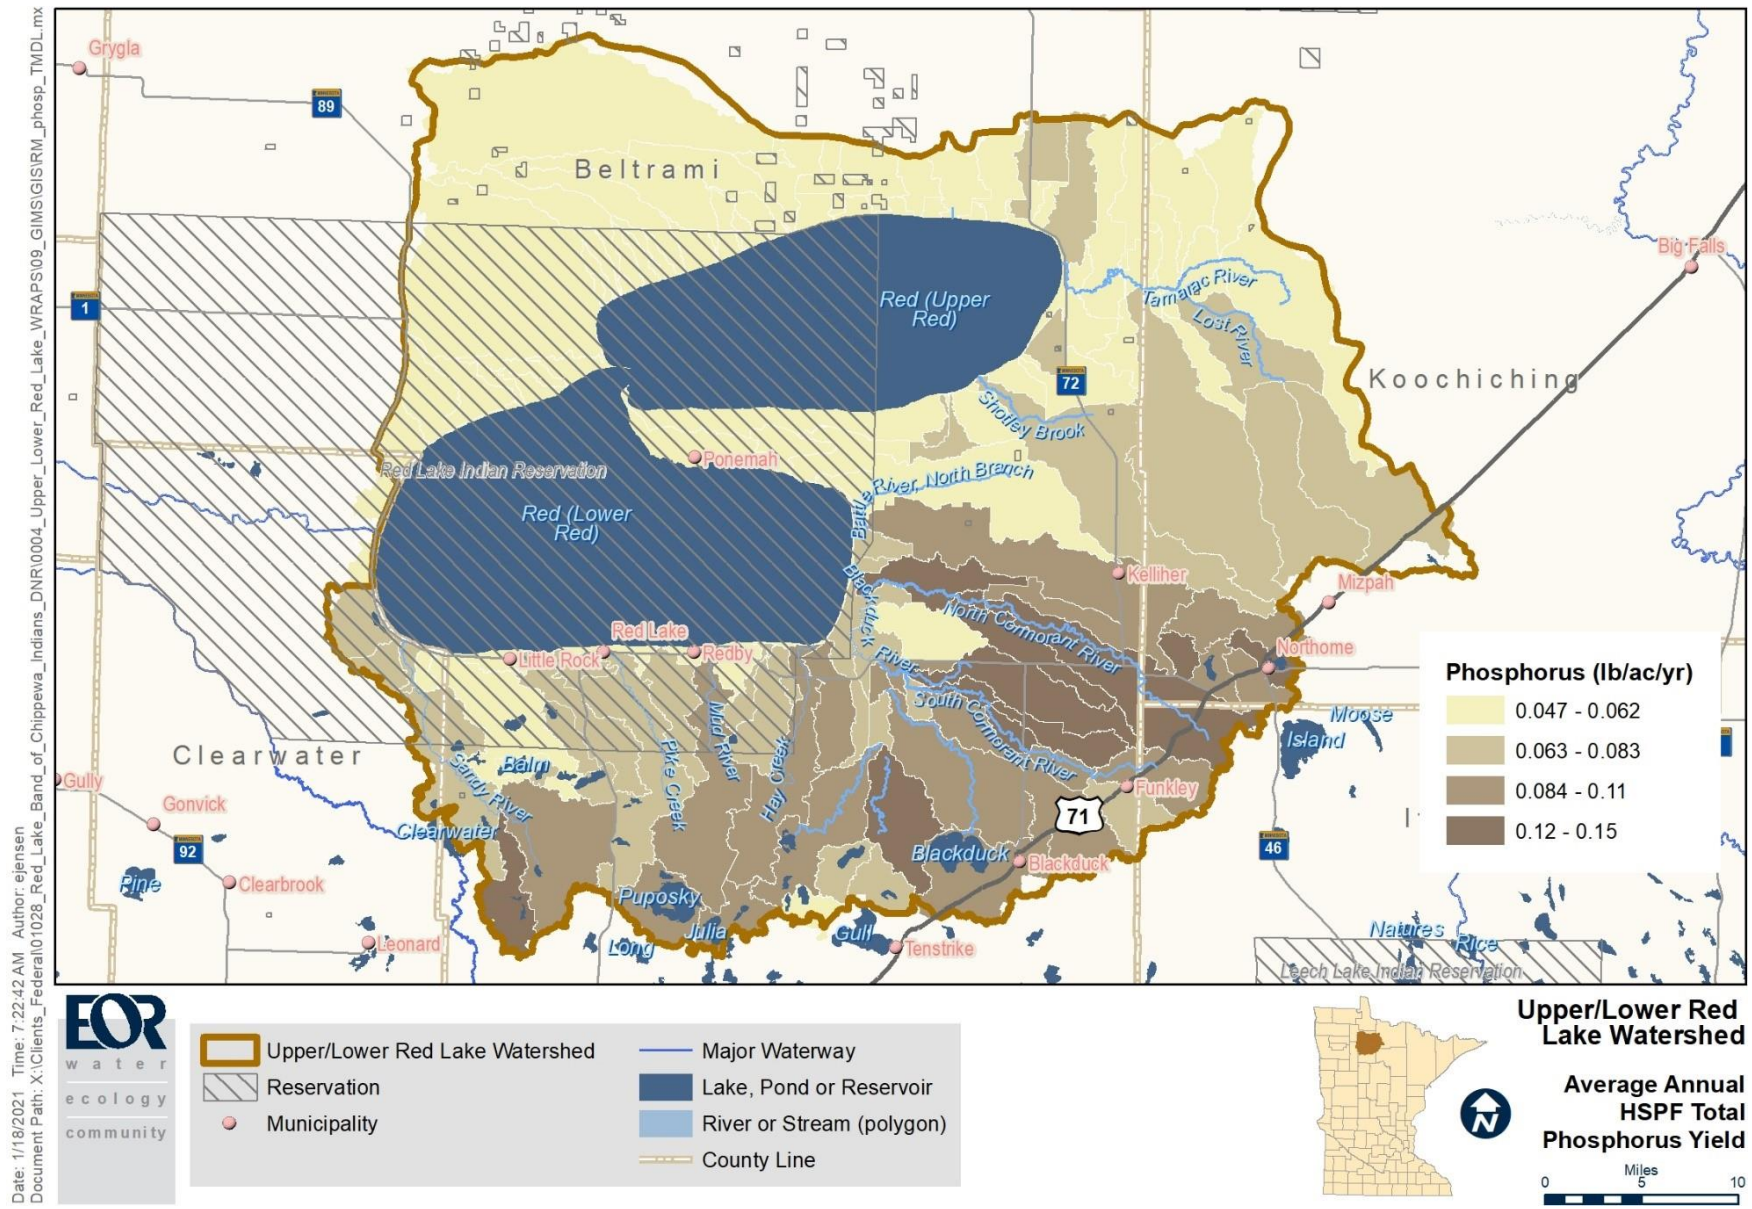 Date: 1/18/2021 Time: 7:22:42 AM Author: ejensen
Document Path: X:\Clients_Federal\01028_Red_Lake_Band_of_Chippewa_Indians_DNR\0004_Upper_Lower_Red_Lake_WRAPS\09_GIMS\GIS\RM_phosp_TMDL.mx
Grygla
89
Beltrami
Big Falls
1
Red (Upper
Red)
Tamarac River
Lost River
72
Koochiching
Shotley Brook
Ponemah
Red Lake Indian Reservation
River, North Branch
Battle
Red (Lower
Red)
Kelliher
Mizpah
Blackduck River
North Cormorant River
Red Lake
Little Rock
Redby
Northome
South Cormorant River
Mud River
Moose
Island
Clearwater
Balm
Pike Creek
Hay Creek
Sandy River
Gully
Gonvick
Funkley
71
Clearwater
92
46
Blackduck
Blackduck
Pine
Clearbrook
Puposky
Julia
Gull
Long
Leonard
Tenstrike
Natures
Rice
Leech Lake Indian Reservation
Phosphorus (lb/ac/yr)
0.047 - 0.062
0.063 - 0.083
0.084 - 0.11
0.12 - 0.15
EOR
water
ecology
community
Upper/Lower Red Lake Watershed
Reservation
Municipality
Major Waterway
Lake, Pond or Reservoir
River or Stream (polygon)
County Line
N
Upper/Lower Red
Lake Watershed
Average Annual
HSPF Total
Phosphorus Yield
Miles
0 5 10